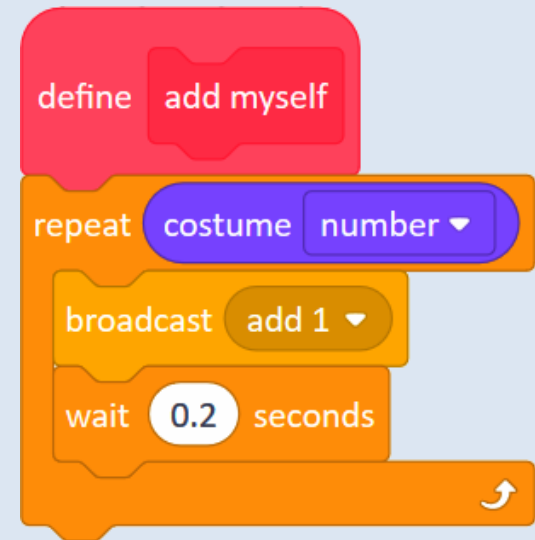 define add myself
repeat costume number
broadcast add 1
wait 0.2 seconds